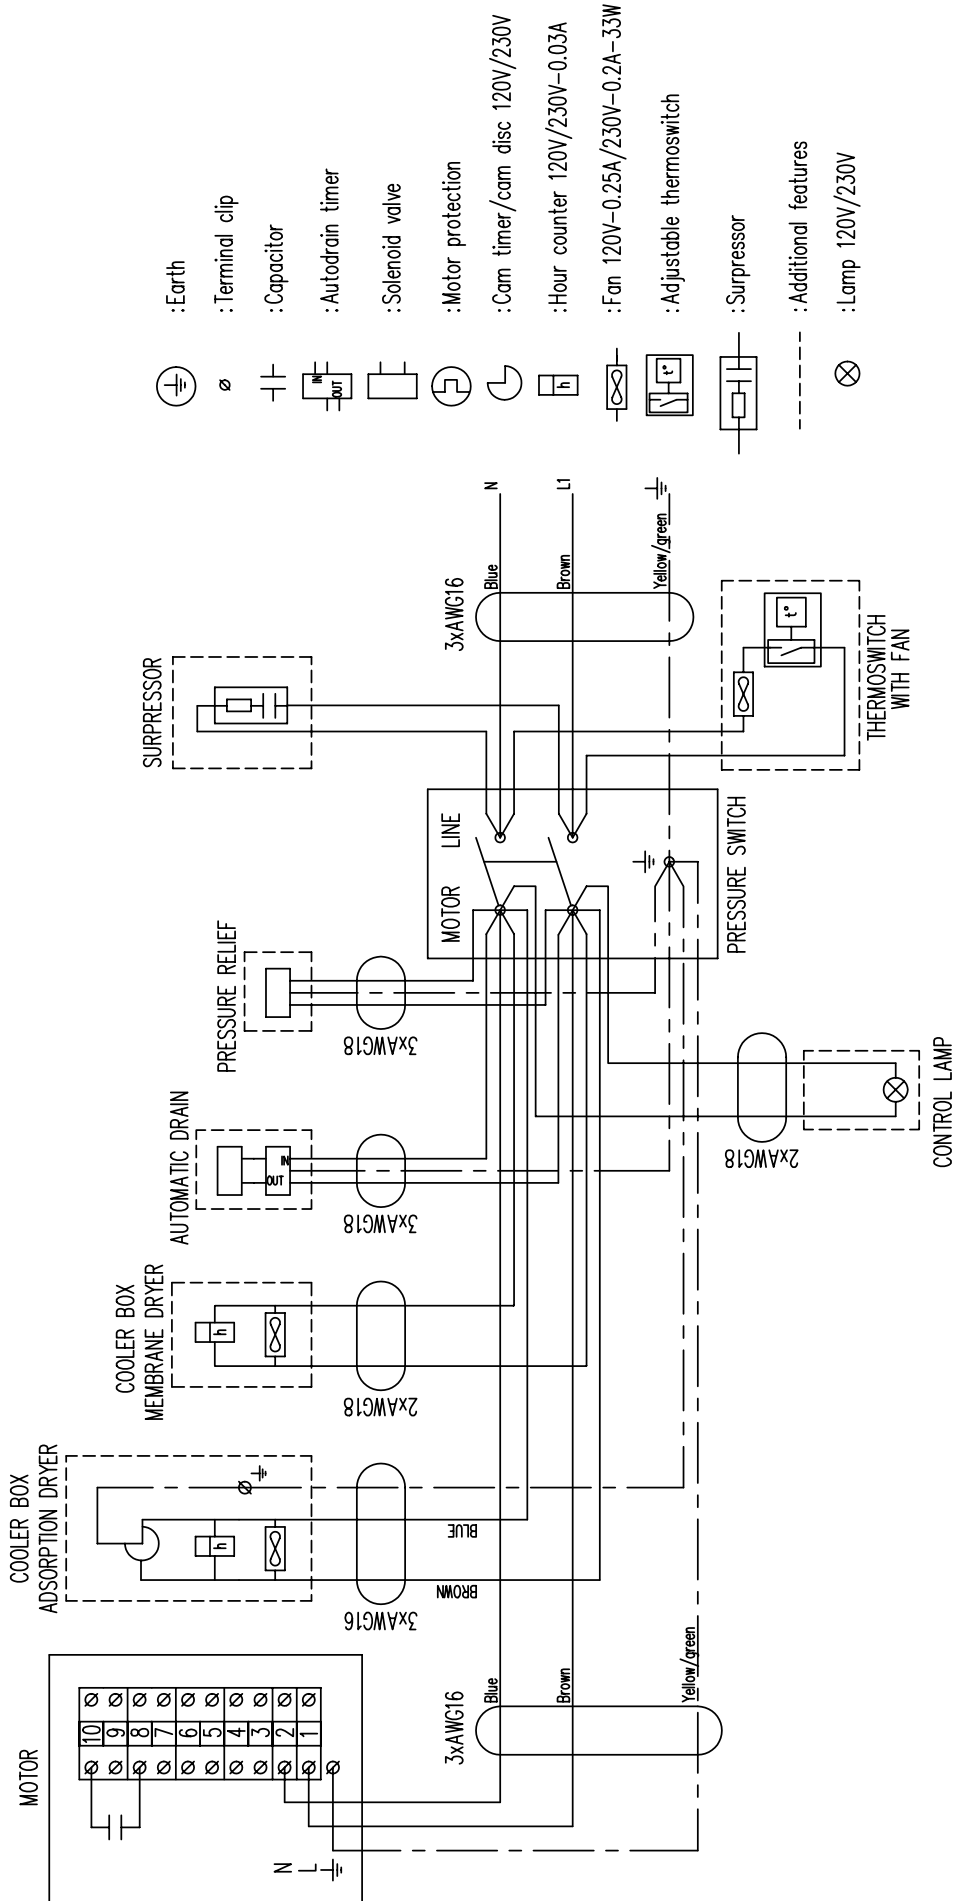 MOTOR
10
9
8
7
6
5
4
3
2
1
N
L
3xAWG16
Blue
Brown
Yellow/green
COOLER BOX
ADSORPTION DRYER
h
BLUE
BROWN
3xAWG16
COOLER BOX
MEMBRANE DRYER
h
2xAWG18
AUTOMATIC DRAIN
IN
OUT
3xAWG18
PRESSURE RELIEF
3xAWG18
CONTROL LAMP
2xAWG18
MOTOR
LINE
PRESSURE SWITCH
SURPRESSOR
THERMOSWITCH
WITH FAN
t°
3xAWG16
Blue
N
Brown
L1
Yellow/green
:Earth
:Terminal clip
:Capacitor
IN
OUT
:Autodrain timer
:Solenoid valve
:Motor protection
:Cam timer/cam disc 120V/230V
h
:Hour counter 120V/230V-0.03A
:Fan 120V-0.25A/230V-0.2A-33W
t°
:Adjustable thermoswitch
:Surpressor
:Additional features
:Lamp 120V/230V